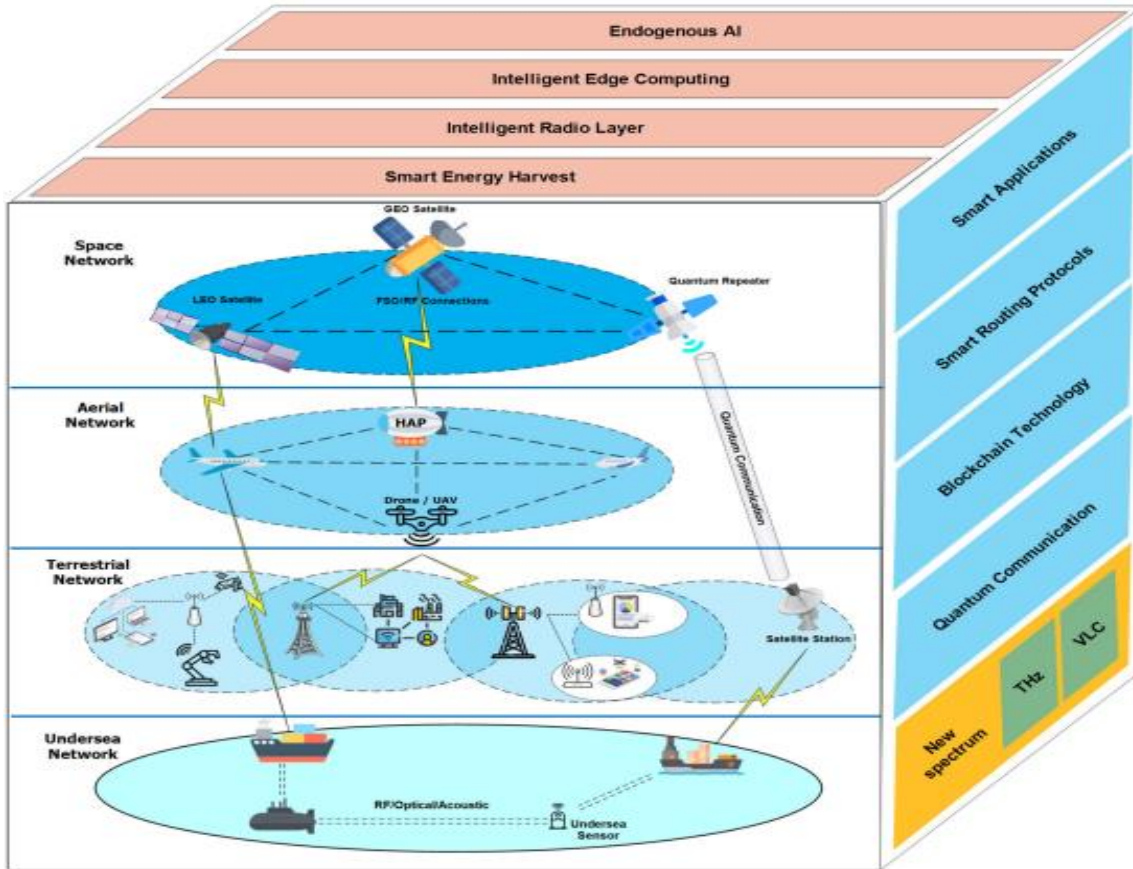 Endogenous AI
Intelligent Edge Computing
Intelligent Radio Layer
Smart Energy Harvest
Space
Network
GEO Satellite
LEO Satellite
FSO/RF Connections
Quantum Repeater
Aerial
Network
HAP
Drone / UAV
Quantum Communication
Terrestrial
Network
Satellite Station
Undersea
Network
RF/Optical/Acoustic
Undersea
Sensor
Smart Applications
Smart Routing Protocols
Blockchain Technology
Quantum Communication
New
spectrum
THz
VLC